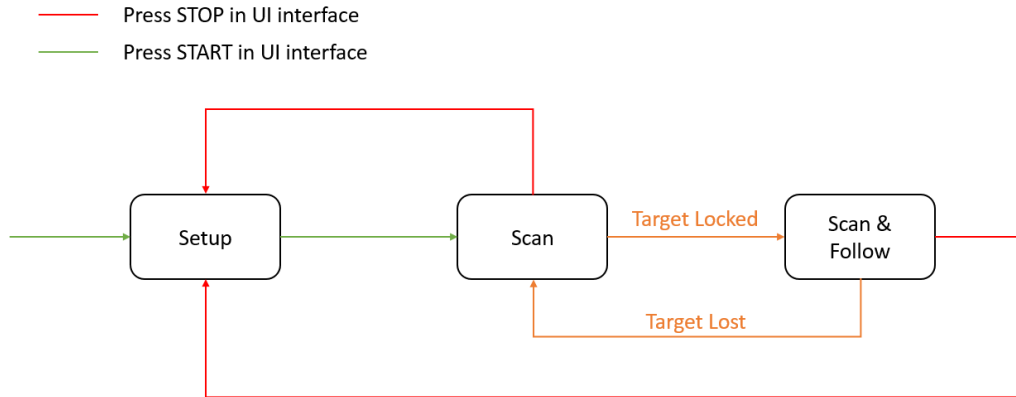 Press STOP in UI interface
Press START in UI interface
Setup
Scan
Target Locked
Scan &
Follow
Target Lost